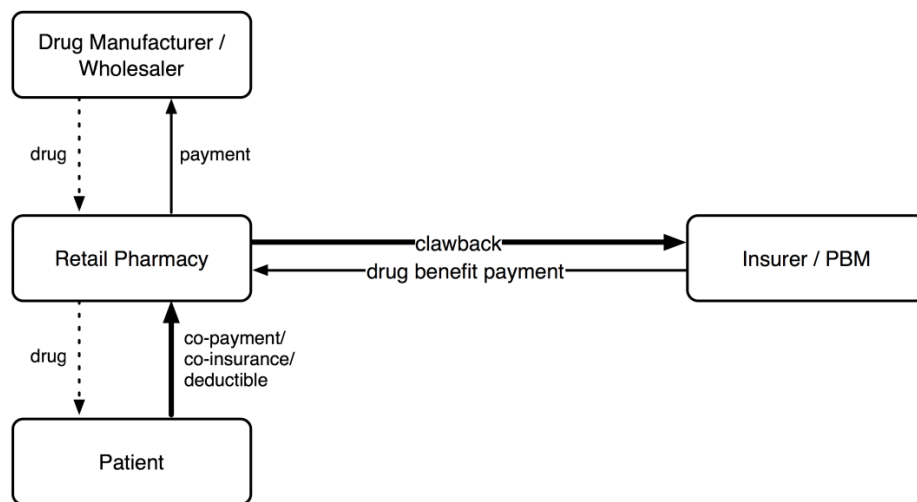 Drug Manufacturer /
Wholesaler
drug
payment
Retail Pharmacy
clawback
drug benefit payment
Insurer / PBM
drug
co-payment/
co-insurance/
deductible
Patient